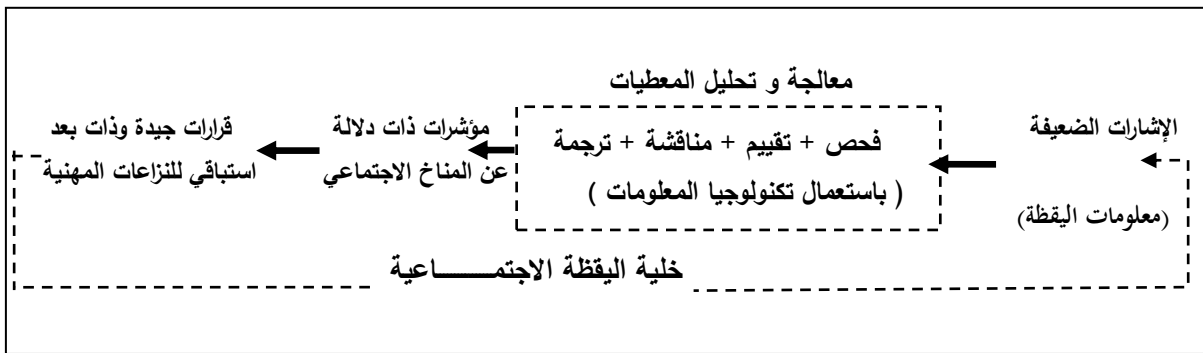 معالجة و تحليل المعطيات
الإشارات الضعيفة
(معلومات اليقظة)
فحص + تقييم + مناقشة + ترجمة
( باستعمال تكنولوجيا المعلومات )
مؤشرات ذات دلالة
عن المناخ الاجتماعي
قرارات جيدة وذات بعد
استباقي للنزاعات المهنية
خلية اليقظة الاجتمـــــــــاعية